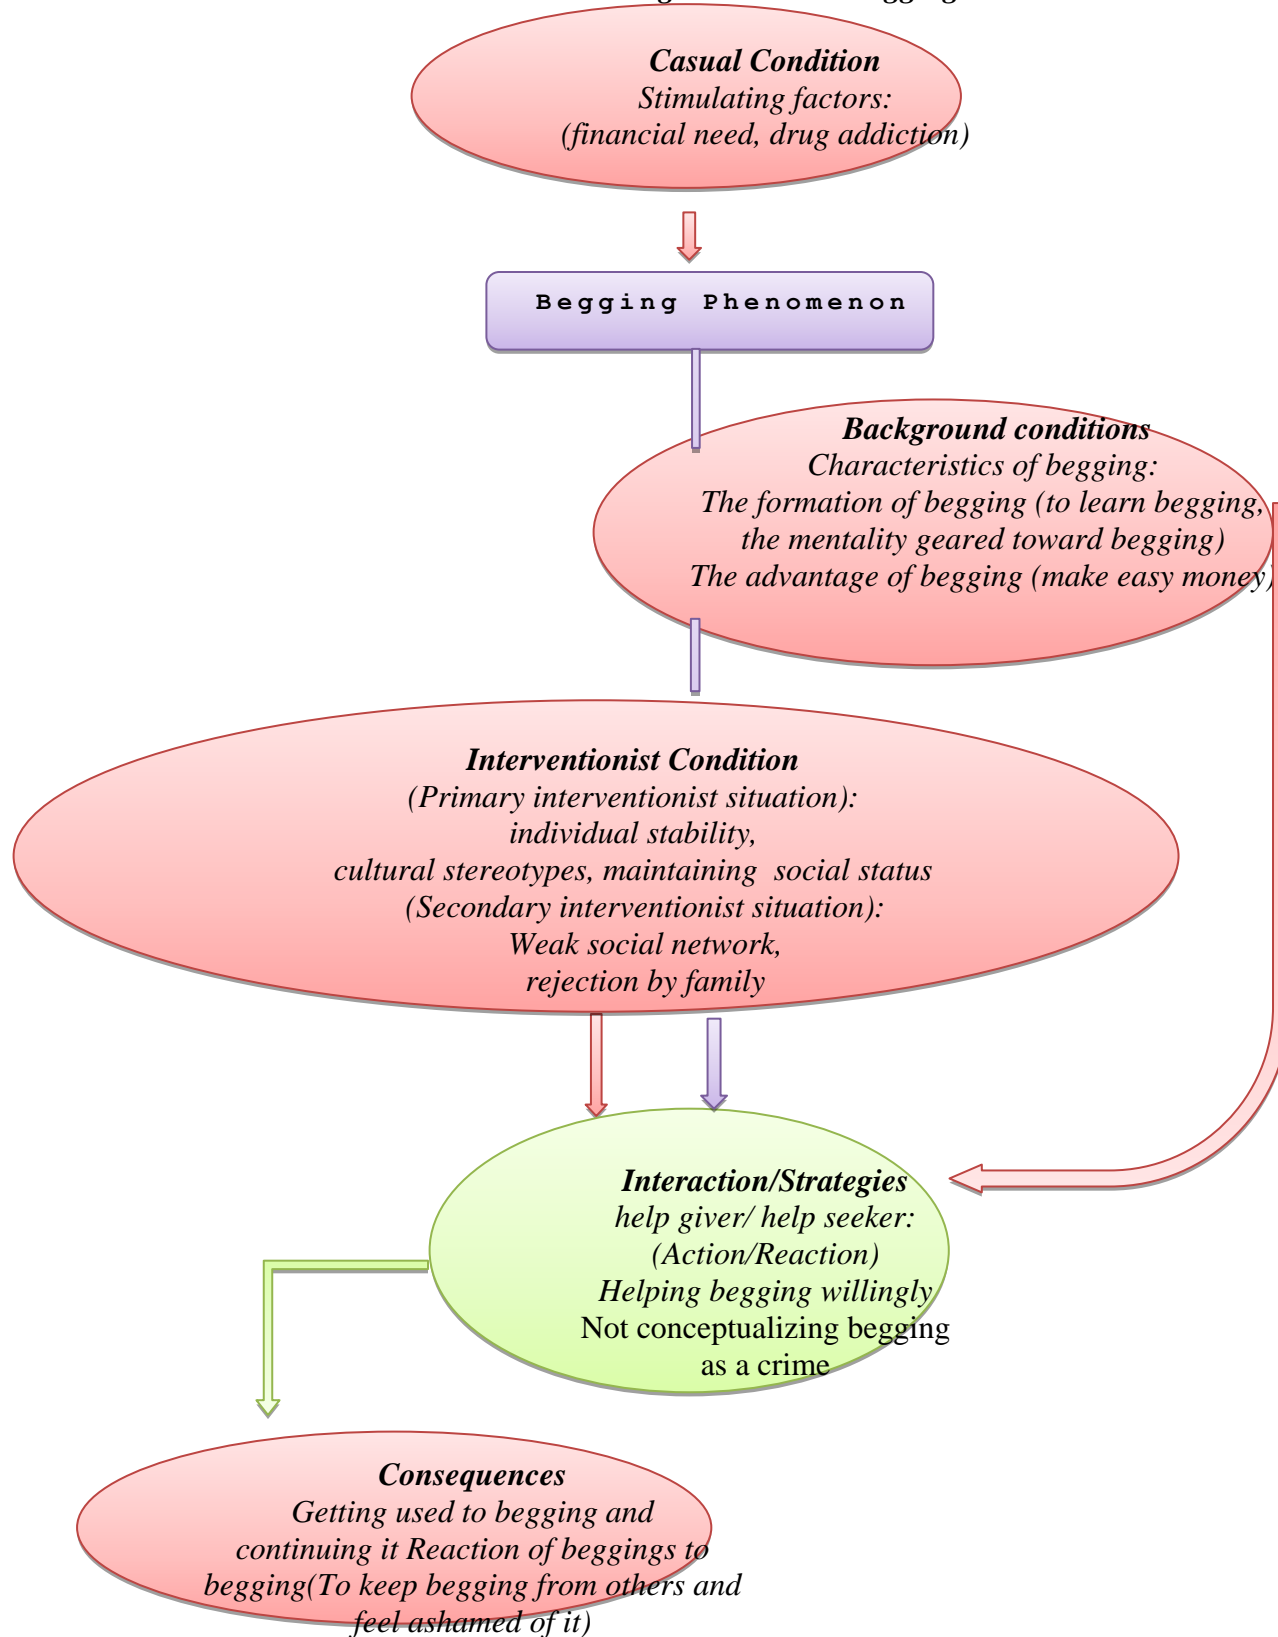 Casual Condition
Stimulating factors:
(financial need, drug addiction)
Begging Phenomenon
Background conditions
Characteristics of begging:
The formation of begging (to learn begging,
the mentality geared toward begging)
The advantage of begging (make easy money)
Interventionist Condition
(Primary interventionist situation):
individual stability,
cultural stereotypes, maintaining social status
(Secondary interventionist situation):
Weak social network,
rejection by family
Interaction/Strategies
help giver/ help seeker:
(Action/Reaction)
Helping begging willingly
Not conceptualizing begging
as a crime
Consequences
Getting used to begging and
continuing it Reaction of beggings to
begging(To keep begging from others and
feel ashamed of it)